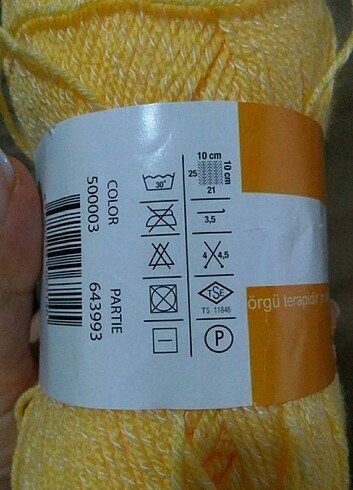 10 cm
25
10 cm
21
30°
3,5
4 4,5
TSE
TS 11846
P
COLOR
500003
PARTIE
643993
örgü terapidir